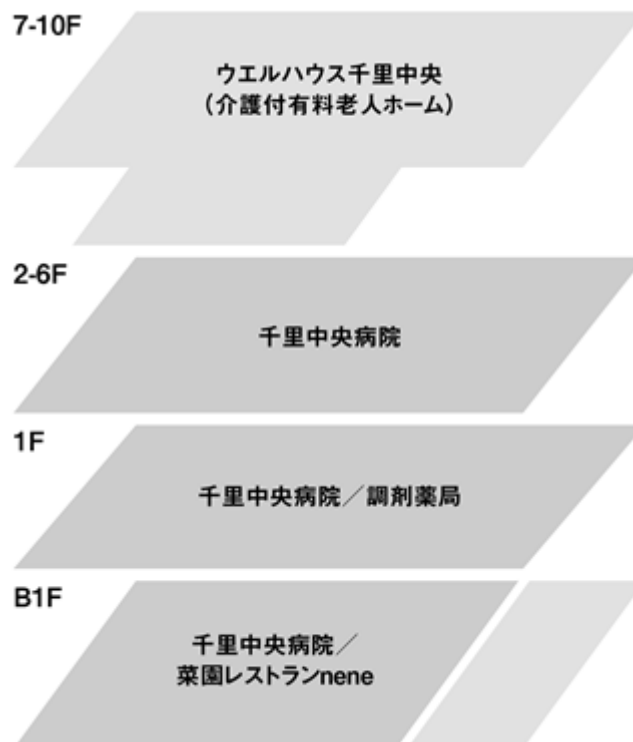 7-10F
ウエルハウス千里中央
（介護付有料老人ホーム）
2-6F
千里中央病院
1F
千里中央病院／調剤薬局
B1F
千里中央病院／
菜園レストランnene